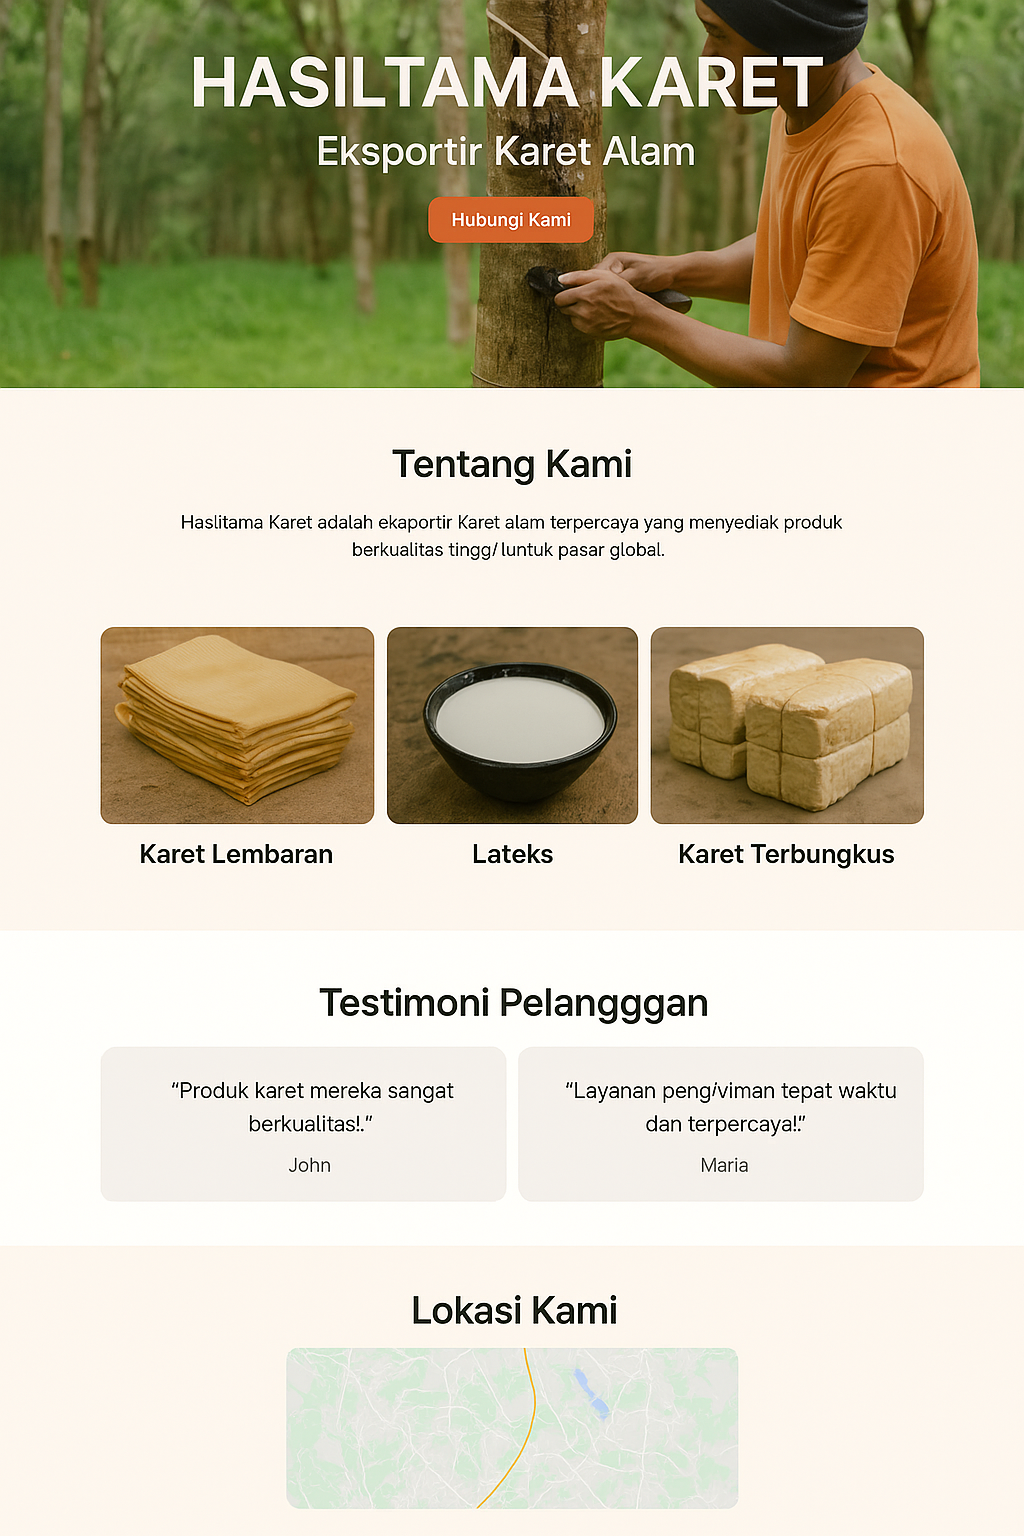 HASILTAMA KARET
Eksportir Karet Alam
Hubungi Kami
Tentang Kami
Haslitama Karet adalah ekaportir Karet alam terpercaya yang menyediak produk
berkualitas tingg/ luntuk pasar global.
Karet Lembaran
Lateks
Karet Terbungkus
Testimoni Pelangggan
“Produk karet mereka sangat
berkualitas!.”
John
“Layanan peng/viman tepat waktu
dan terpercaya!.”
Maria
Lokasi Kami